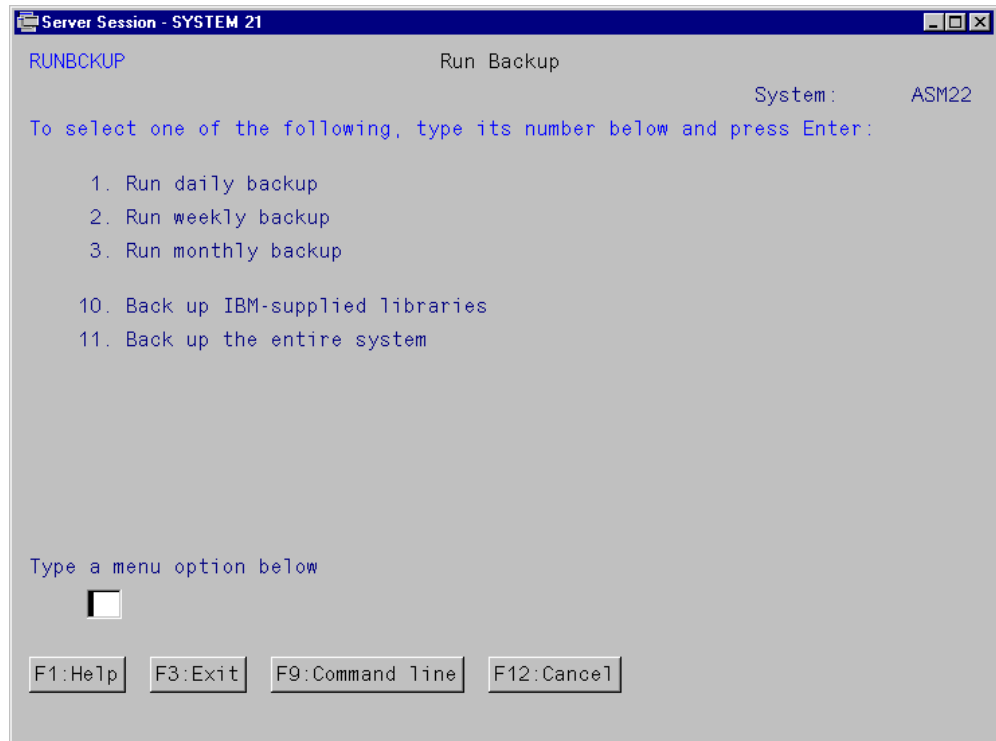 Server Session - SYSTEM 21
RUNBCKUP Run Backup
System: ASM22
To select one of the following, type its number below and press Enter:
1. Run daily backup
2. Run weekly backup
3. Run monthly backup
10. Back up IBM-supplied libraries
11. Back up the entire system
Type a menu option below
F1:Help F3:Exit F9:Command line F12:Cancel